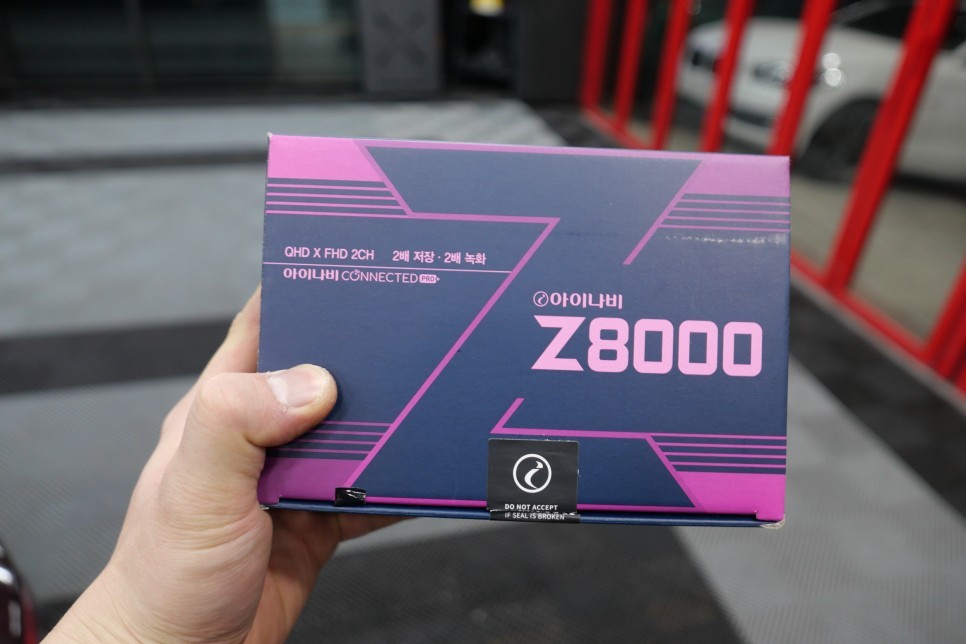 QHD X FHD 2CH 2배 저장 · 2배 녹화
아이나비 CONNECTED PRO+
아이나비
Z8000
DO NOT ACCEPT
IF SEAL IS BROKEN